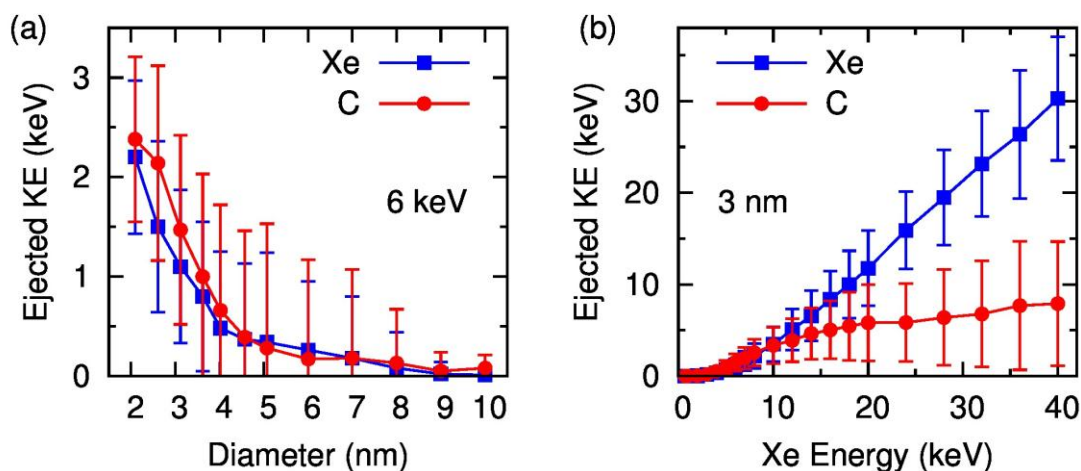 (a)
Xe
C
6 keV
Ejected KE (keV)
0
1
2
3
2 3 4 5 6 7 8 9 10
Diameter (nm)
(b)
Xe
C
3 nm
Ejected KE (keV)
0
10
20
30
0 10 20 30 40
Xe Energy (keV)